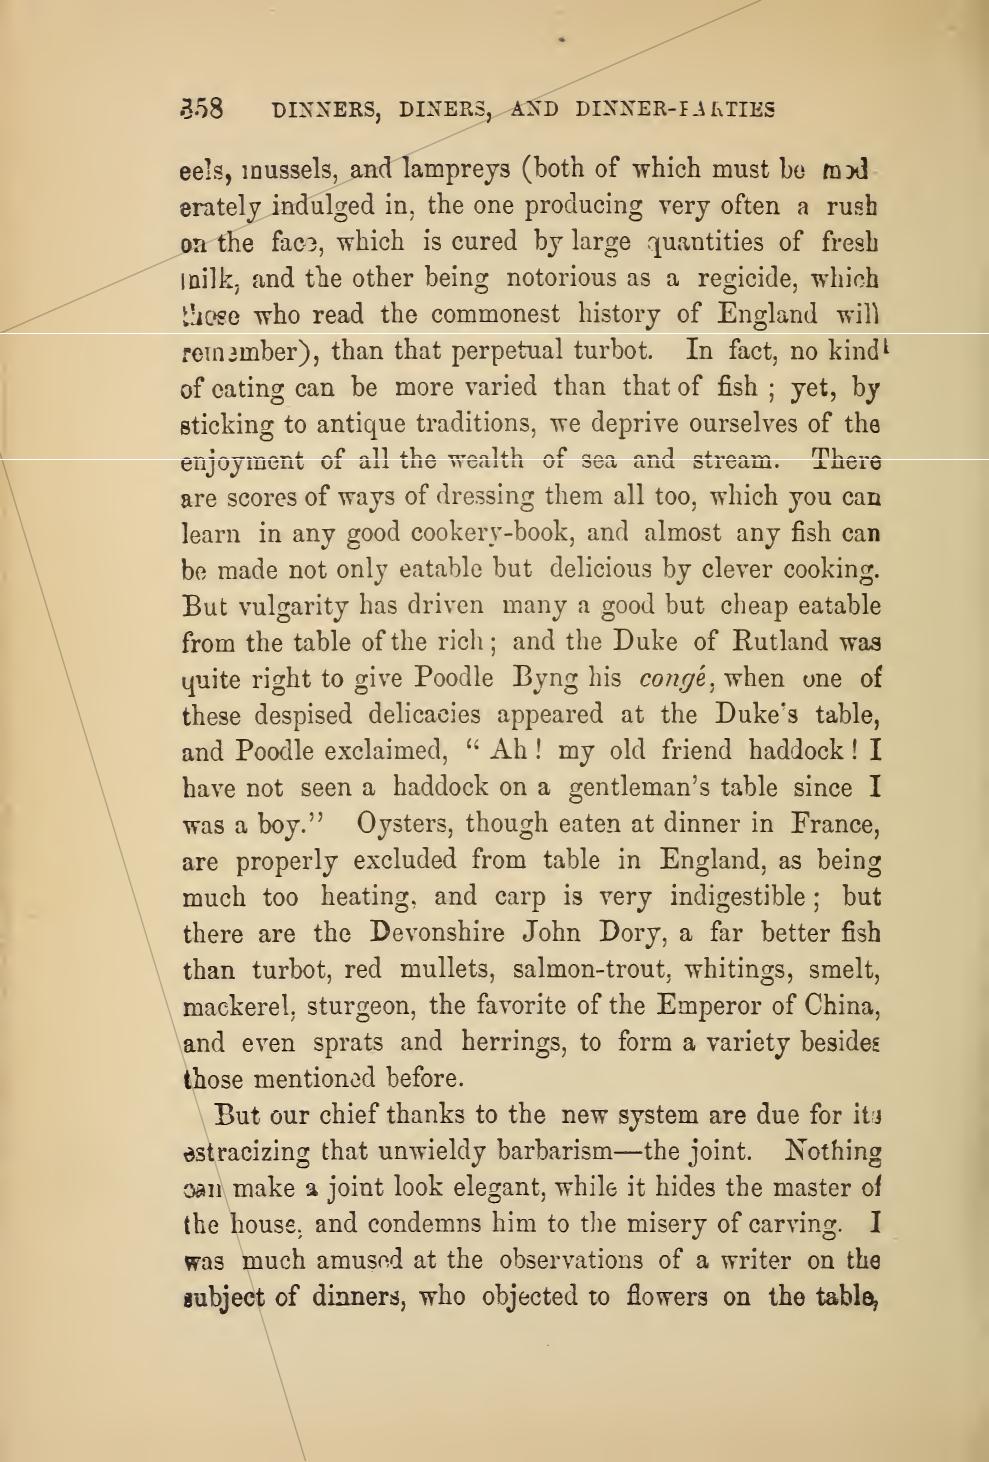 358 DINNERS, DINERS, AND DINNER-PARTIES
eels, mussels, and lampreys (both of which must be mod
erately indulged in, the one producing very often a rush
on the face, which is cured by large quantities of fresh
milk, and the other being notorious as a regicide, which
those who read the commonest history of England will
remember), than that perpetual turbot. In fact, no kind
of eating can be more varied than that of fish ; yet, by
sticking to antique traditions, we deprive ourselves of the
enjoyment of all the wealth of sea and stream. There
are scores of ways of dressing them all too, which you can
learn in any good cookery-book, and almost any fish can
be made not only eatable but delicious by clever cooking.
But vulgarity has driven many a good but cheap eatable
from the table of the rich ; and the Duke of Rutland was
quite right to give Poodle Byng his congé, when one of
these despised delicacies appeared at the Duke's table,
and Poodle exclaimed, “ Ah ! my old friend haddock ! I
have not seen a haddock on a gentleman's table since I
was a boy.” Oysters, though eaten at dinner in France,
are properly excluded from table in England, as being
much too heating, and carp is very indigestible ; but
there are the Devonshire John Dory, a far better fish
than turbot, red mullets, salmon-trout, whitings, smelt,
mackerel, sturgeon, the favorite of the Emperor of China,
and even sprats and herrings, to form a variety besides
those mentioned before.
But our chief thanks to the new system are due for its
ostracizing that unwieldy barbarism—the joint. Nothing
can make a joint look elegant, while it hides the master of
the house, and condemns him to the misery of carving. I
was much amused at the observations of a writer on the
subject of dinners, who objected to flowers on the table,